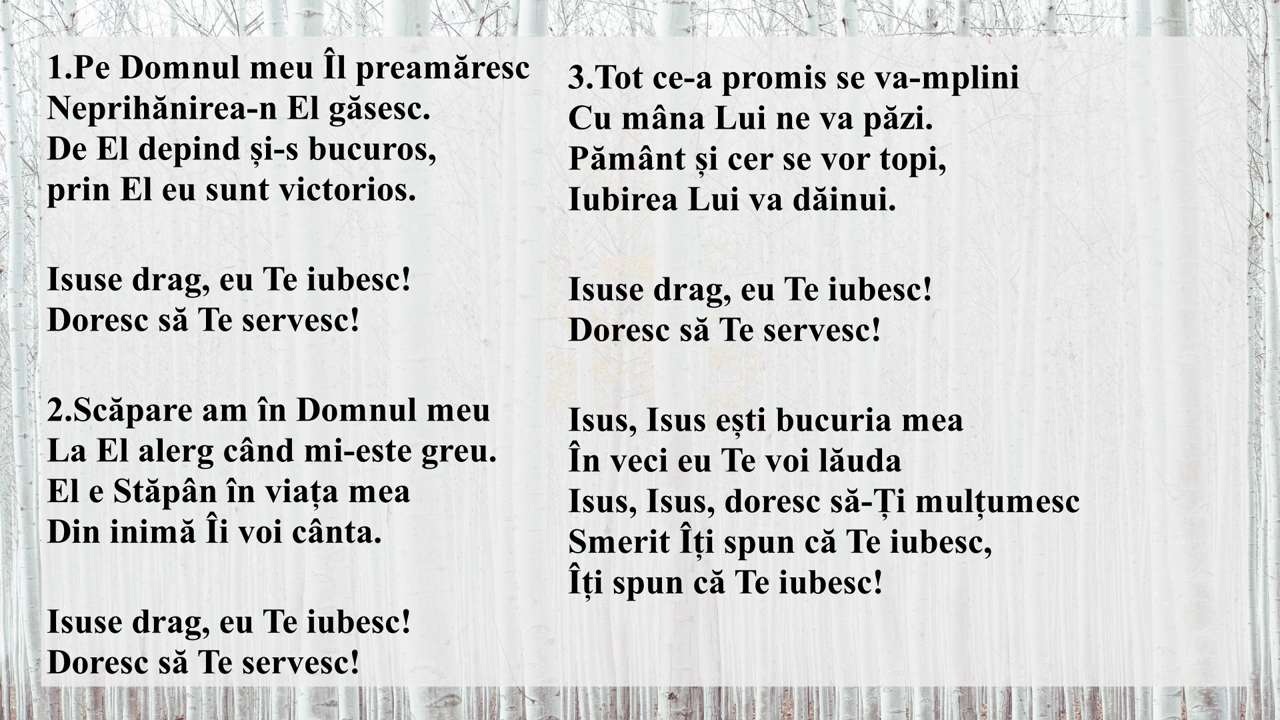 1.Pe Domnul meu Îl preamăresc
Neprihănirea-n El găsesc.
De El depind și-s bucuros,
prin El eu sunt victorios.
Isuse drag, eu Te iubesc!
Doresc să Te servesc!
2.Scăpare am în Domnul meu
La El alerg când mi-este greu.
El e Stăpân în viața mea
Din inimă Îi voi cânta.
Isuse drag, eu Te iubesc!
Doresc să Te servesc!
3.Tot ce-a promis se va-mplini
Cu mâna Lui ne va păzi.
Pământ și cer se vor topi,
Iubirea Lui va dăinui.
Isuse drag, eu Te iubesc!
Doresc să Te servesc!
Isus, Isus ești bucuria mea
În veci eu Te voi lăuda
Isus, Isus, doresc să-Ți mulțumesc
Smerit Îți spun că Te iubesc,
Îți spun că Te iubesc!